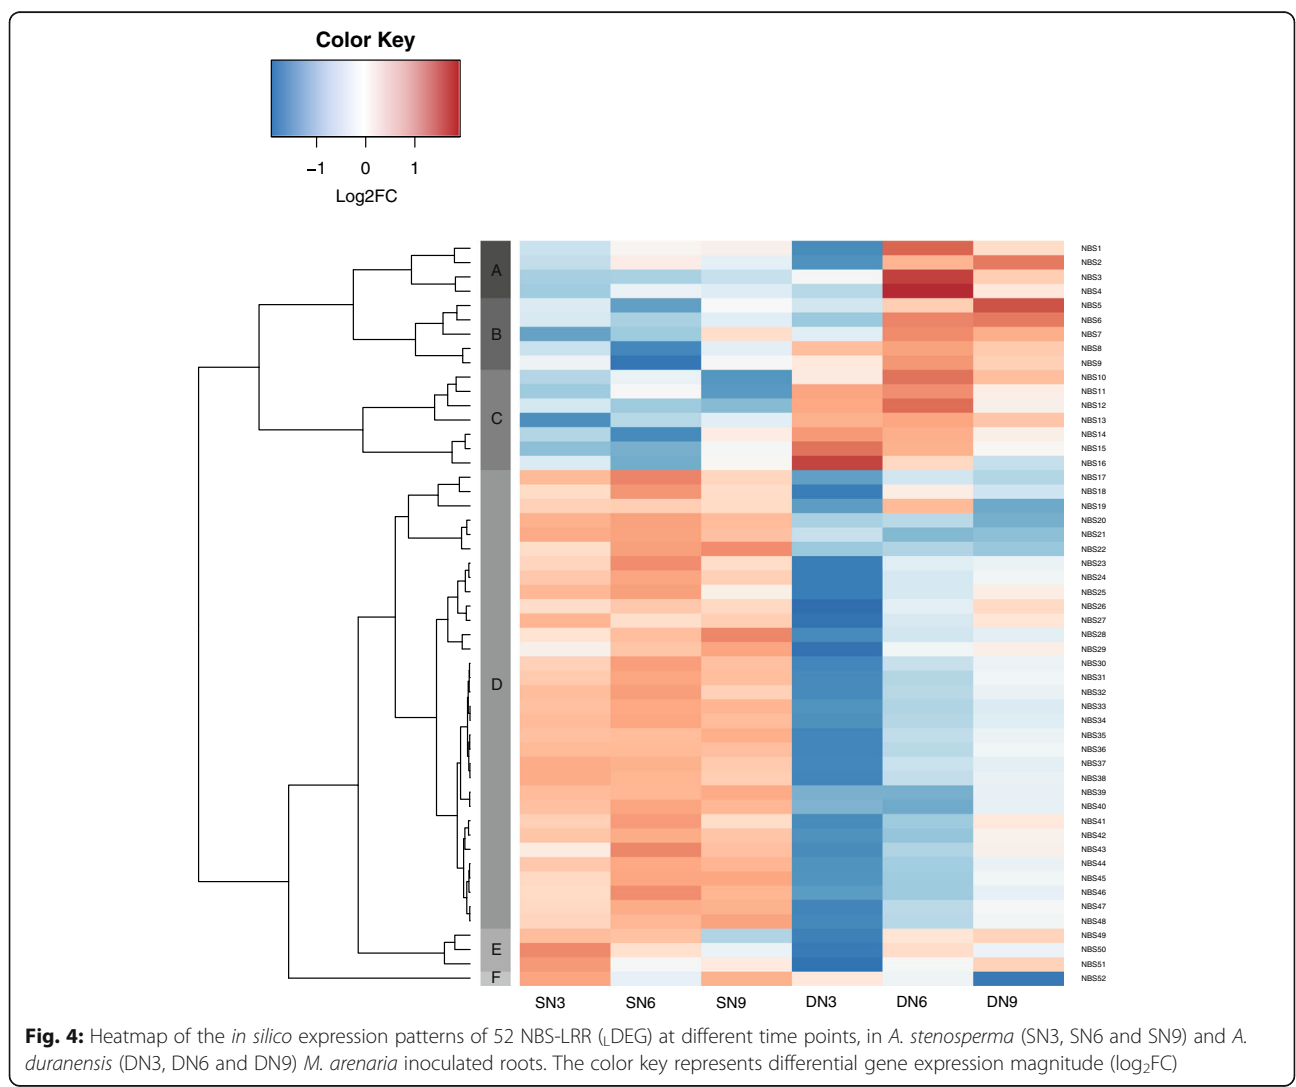 Color Key
−1 0 1
Log2FC
A
B
C
D
E
F
NBS1
NBS2
NBS3
NBS4
NBS5
NBS6
NBS7
NBS8
NBS9
NBS10
NBS11
NBS12
NBS13
NBS14
NBS15
NBS16
NBS17
NBS18
NBS19
NBS20
NBS21
NBS22
NBS23
NBS24
NBS25
NBS26
NBS27
NBS28
NBS29
NBS30
NBS31
NBS32
NBS33
NBS34
NBS35
NBS36
NBS37
NBS38
NBS39
NBS40
NBS41
NBS42
NBS43
NBS44
NBS45
NBS46
NBS47
NBS48
NBS49
NBS50
NBS51
NBS52
SN3 SN6 SN9 DN3 DN6 DN9
Fig. 4: Heatmap of the in silico expression patterns of 52 NBS-LRR (LDEG) at different time points, in A. stenosperma (SN3, SN6 and SN9) and A.
duranensis (DN3, DN6 and DN9) M. arenaria inoculated roots. The color key represents differential gene expression magnitude (log2FC)